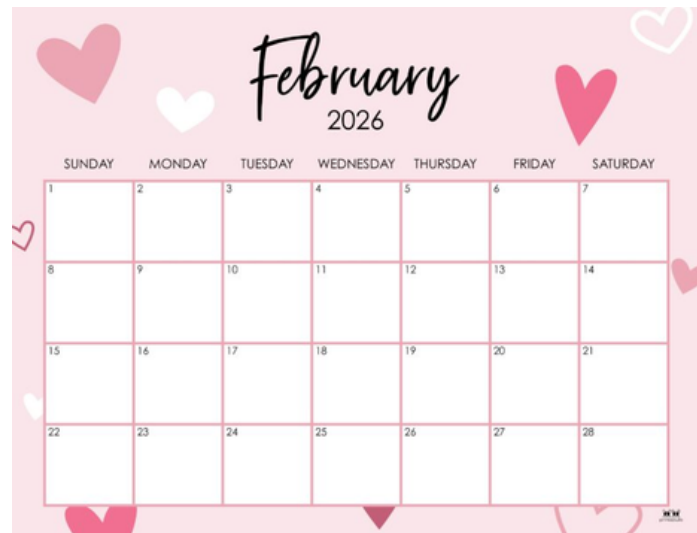 February
2026
SUNDAY MONDAY TUESDAY WEDNESDAY THURSDAY FRIDAY SATURDAY
1 2 3 4 5 6 7
8 9 10 11 12 13 14
15 16 17 18 19 20 21
22 23 24 25 26 27 28